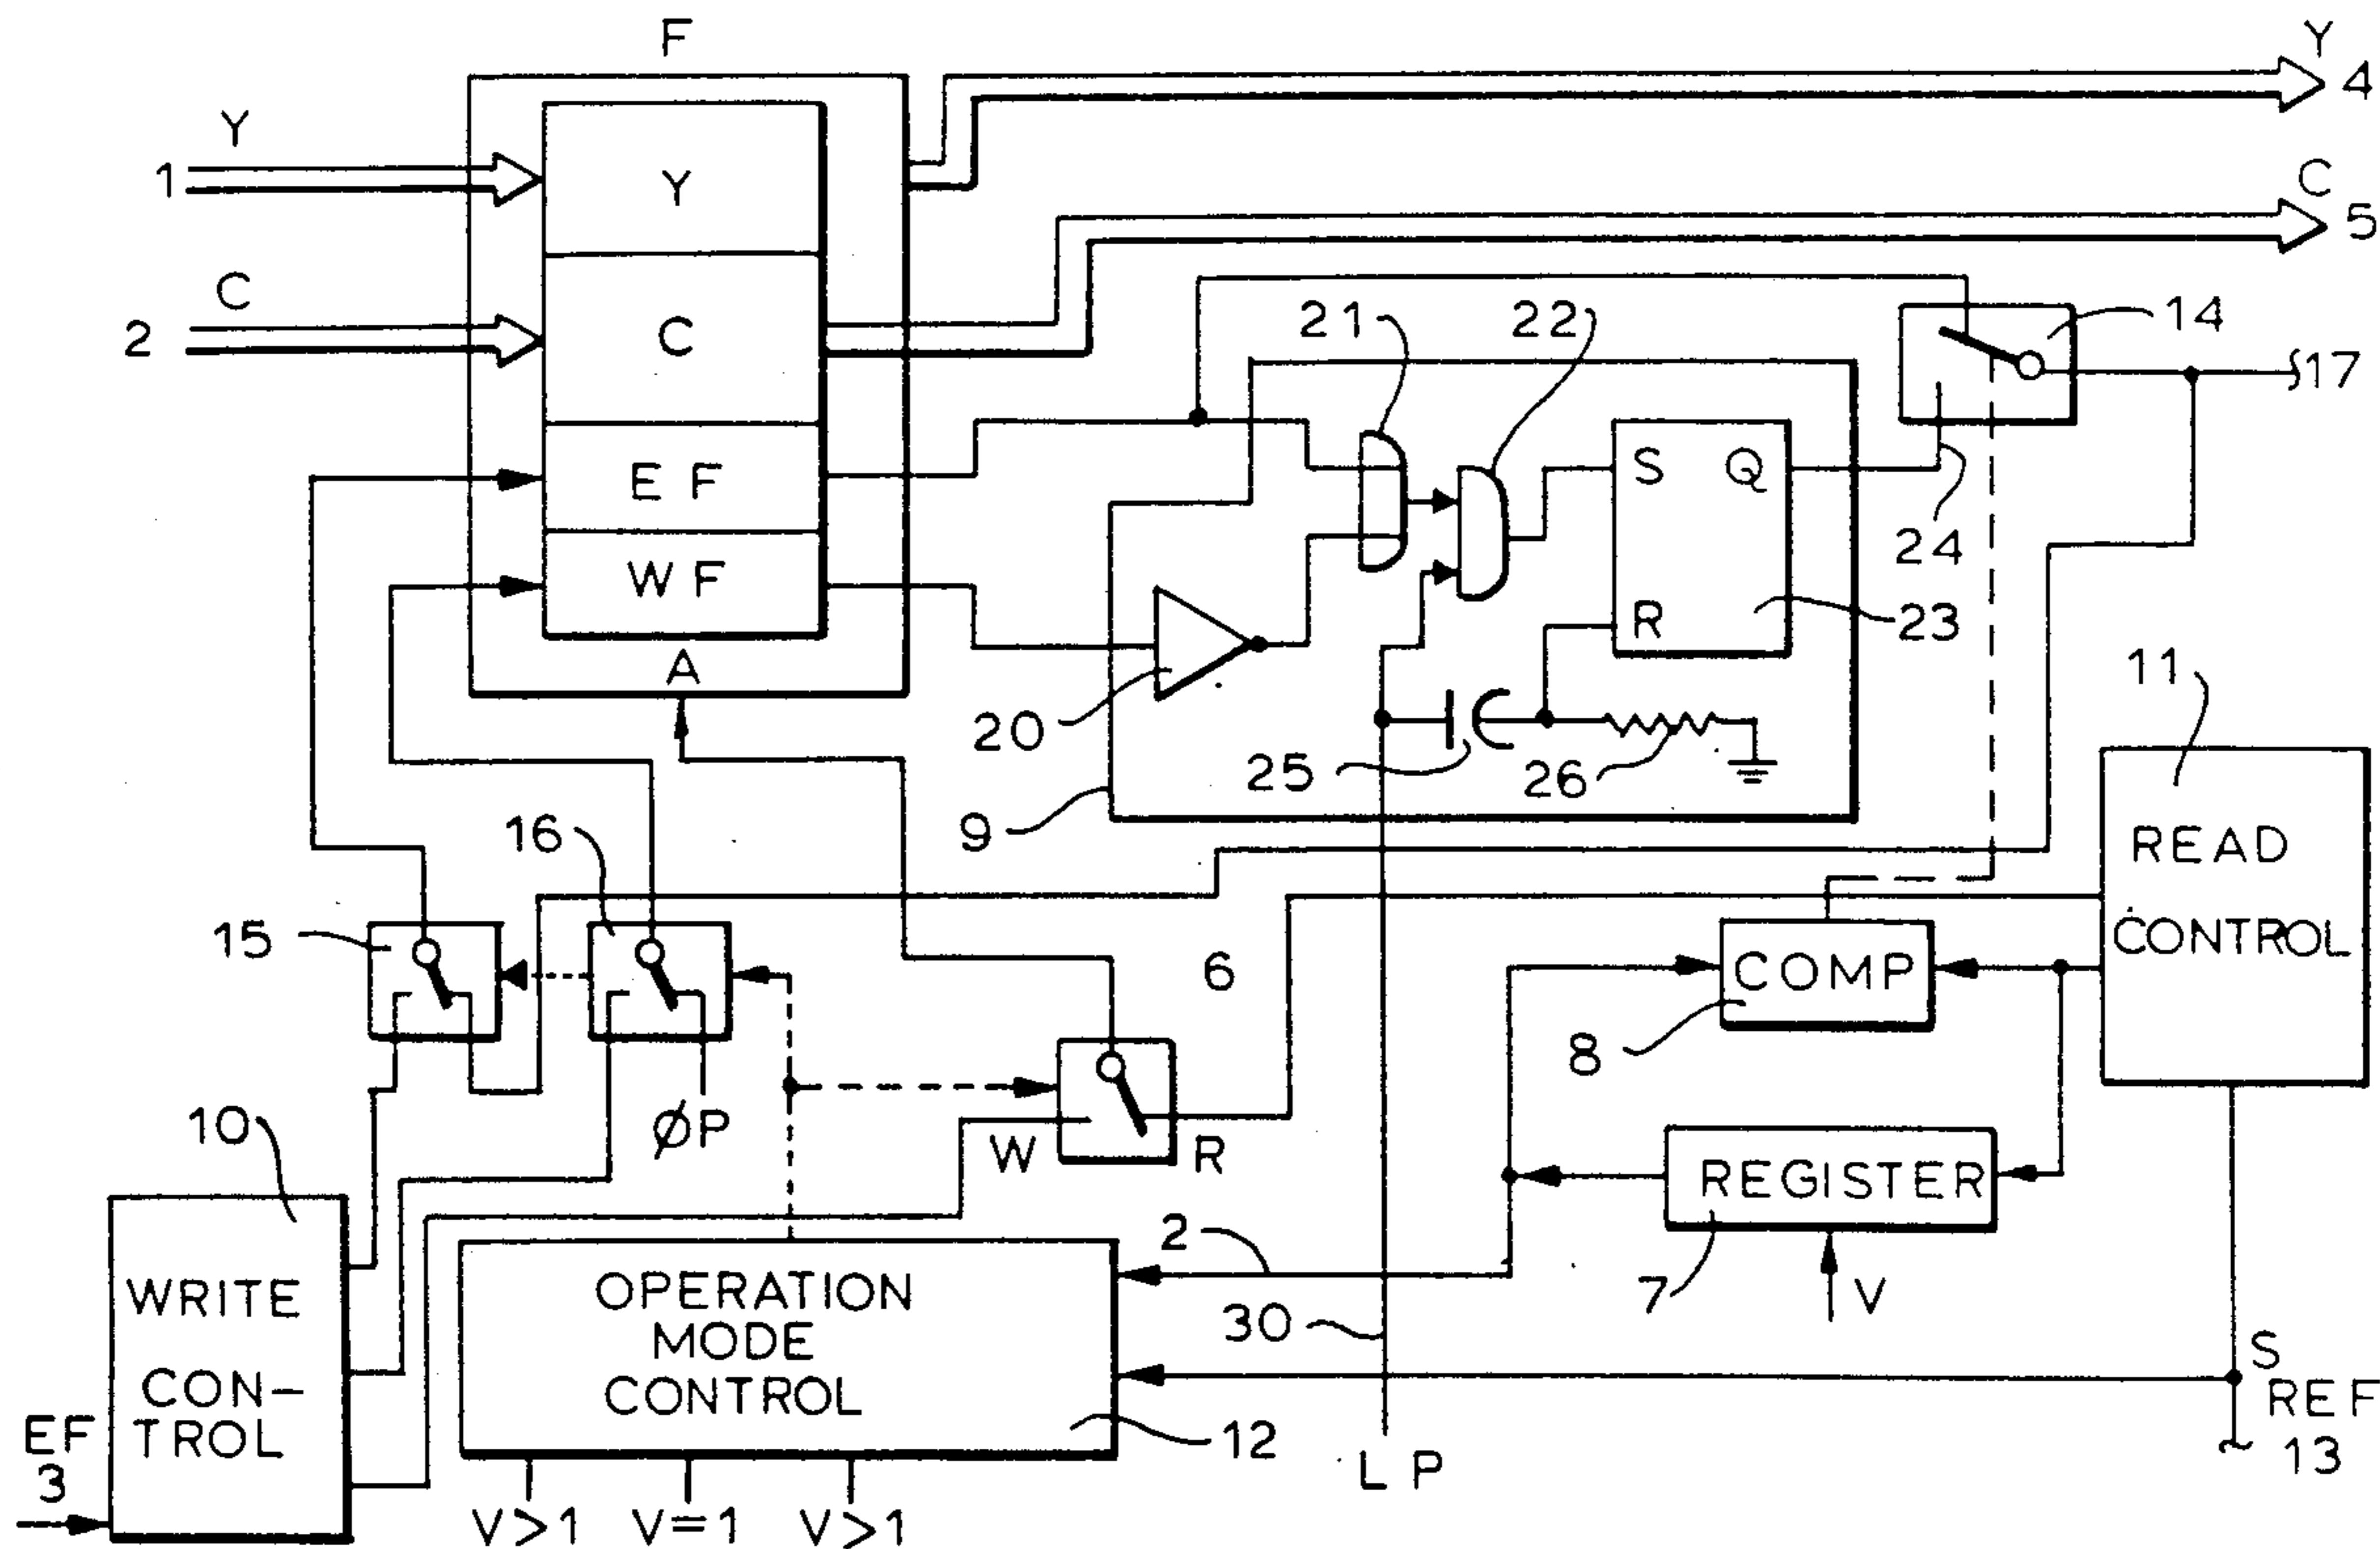 F
Y
Y
4
1
Y
C
5
C
2
C
21
22
14
17
E F
S
Q
24
W F
R
23
A
20
25
26
11
9
16
READ
CONTROL
15
6
COMP
8
10
ØP
W
R
REGISTER
2
7
V
WRITE
CON-
TROL
OPERATION
MODE
CONTROL
30
S
REF
13
EF
3
12
L P
V>1
V=1
V>1